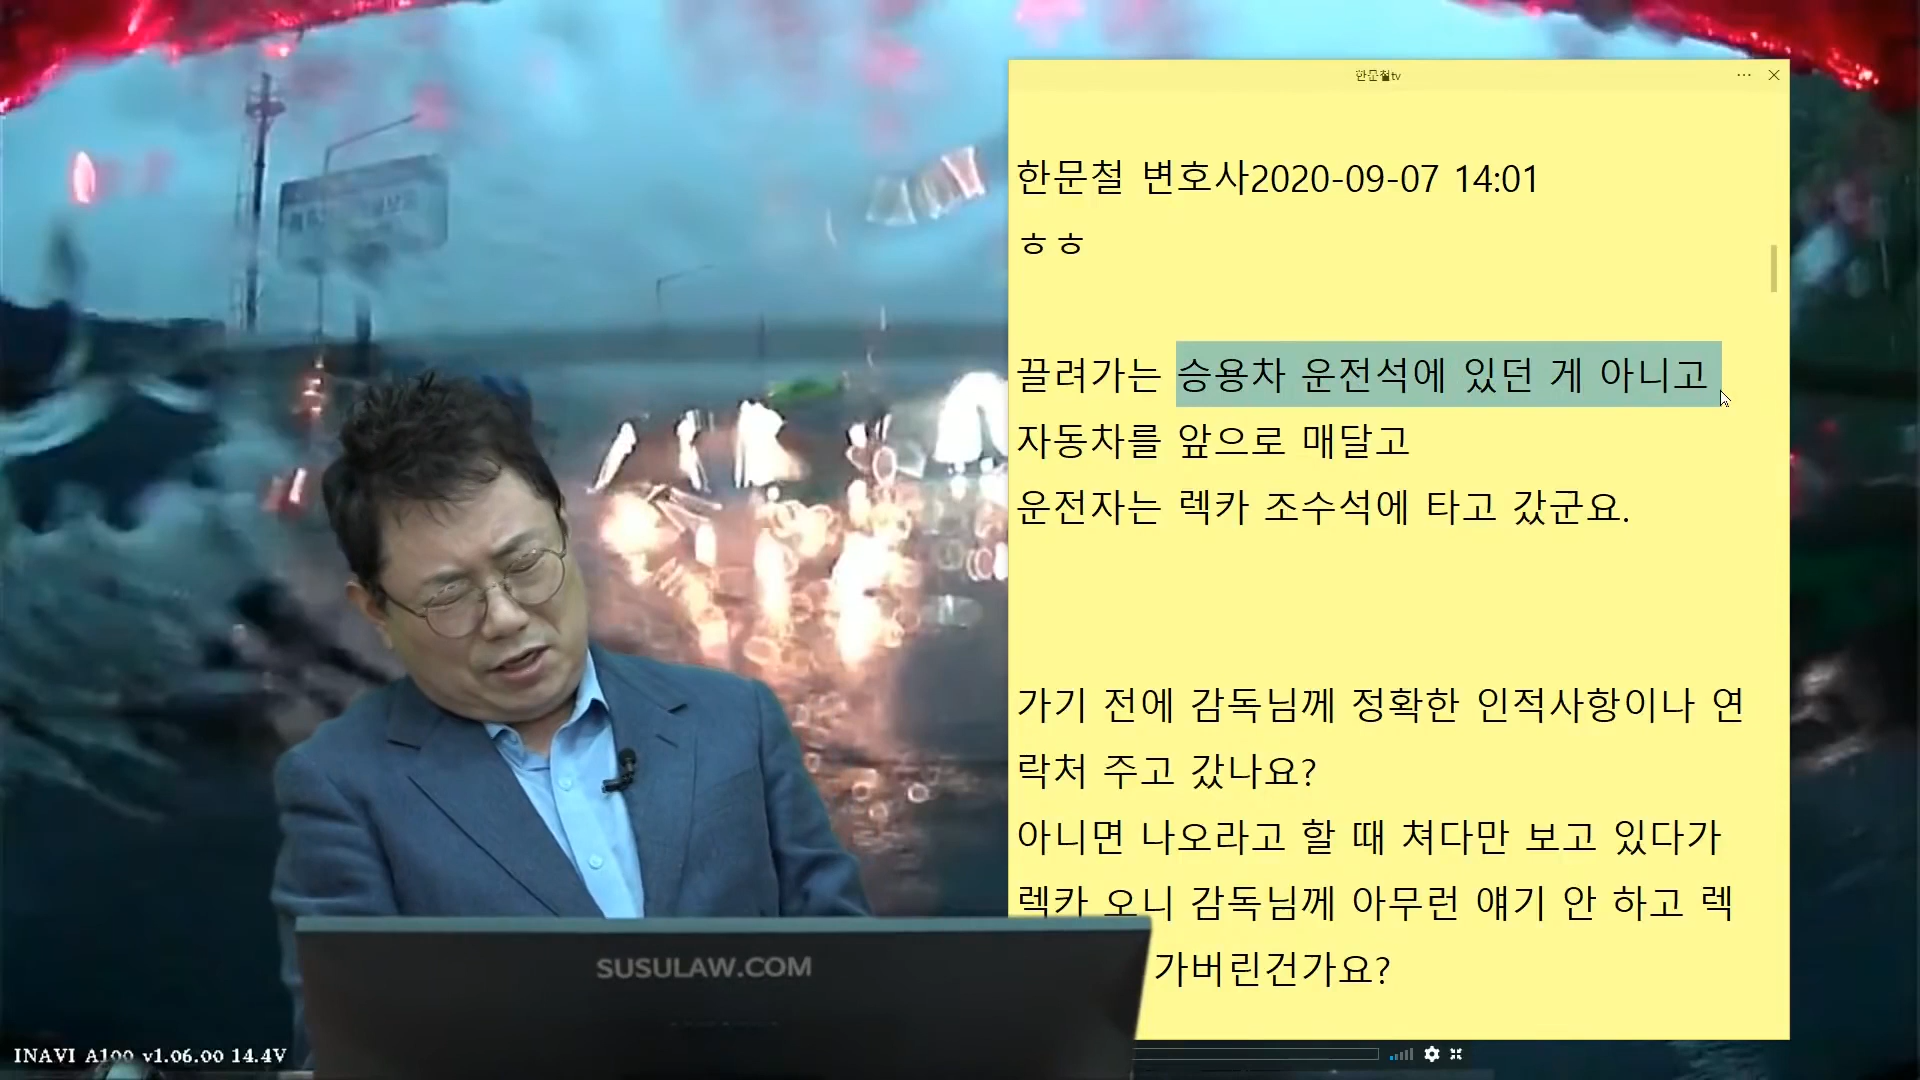 한문철tv
한문철 변호사2020-09-07 14:01
ㅎㅎ
끌려가는 승용차 운전석에 있던 게 아니고
자동차를 앞으로 매달고
운전자는 렉카 조수석에 타고 갔군요.
가기 전에 감독님께 정확한 인적사항이나 연
락처 주고 갔나요?
아니면 나오라고 할 때 쳐다만 보고 있다가
렉카 오니 감독님께 아무런 얘기 안 하고 렉
가버린건가요?
SUSULAW.COM
INAVI A100 v1.06.00 14.4V